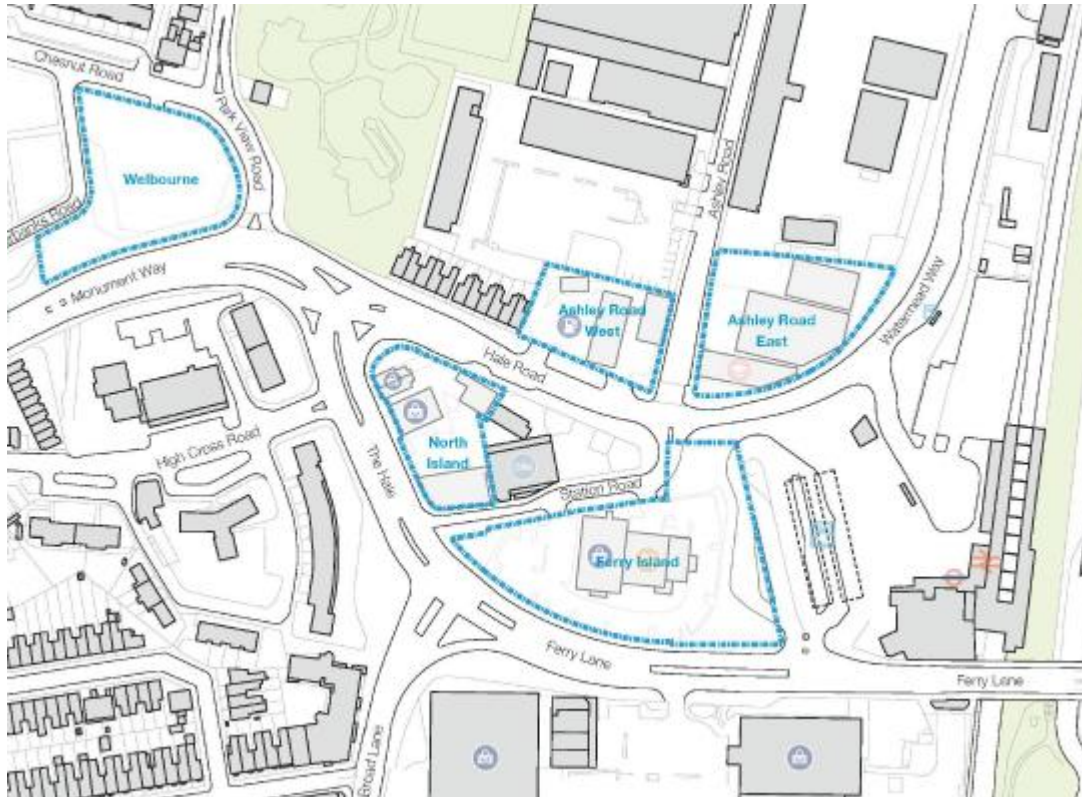 Chesnut Road
Park View Road
Welbourne
Monument Way
Ashley Road
Ashley Road
West
Ashley Road
East
Watermead Way
Hale Road
North
Island
The Hale
High Cross Road
Station Road
Ferry Island
Ferry Lane
Ferry Lane
Broad Lane